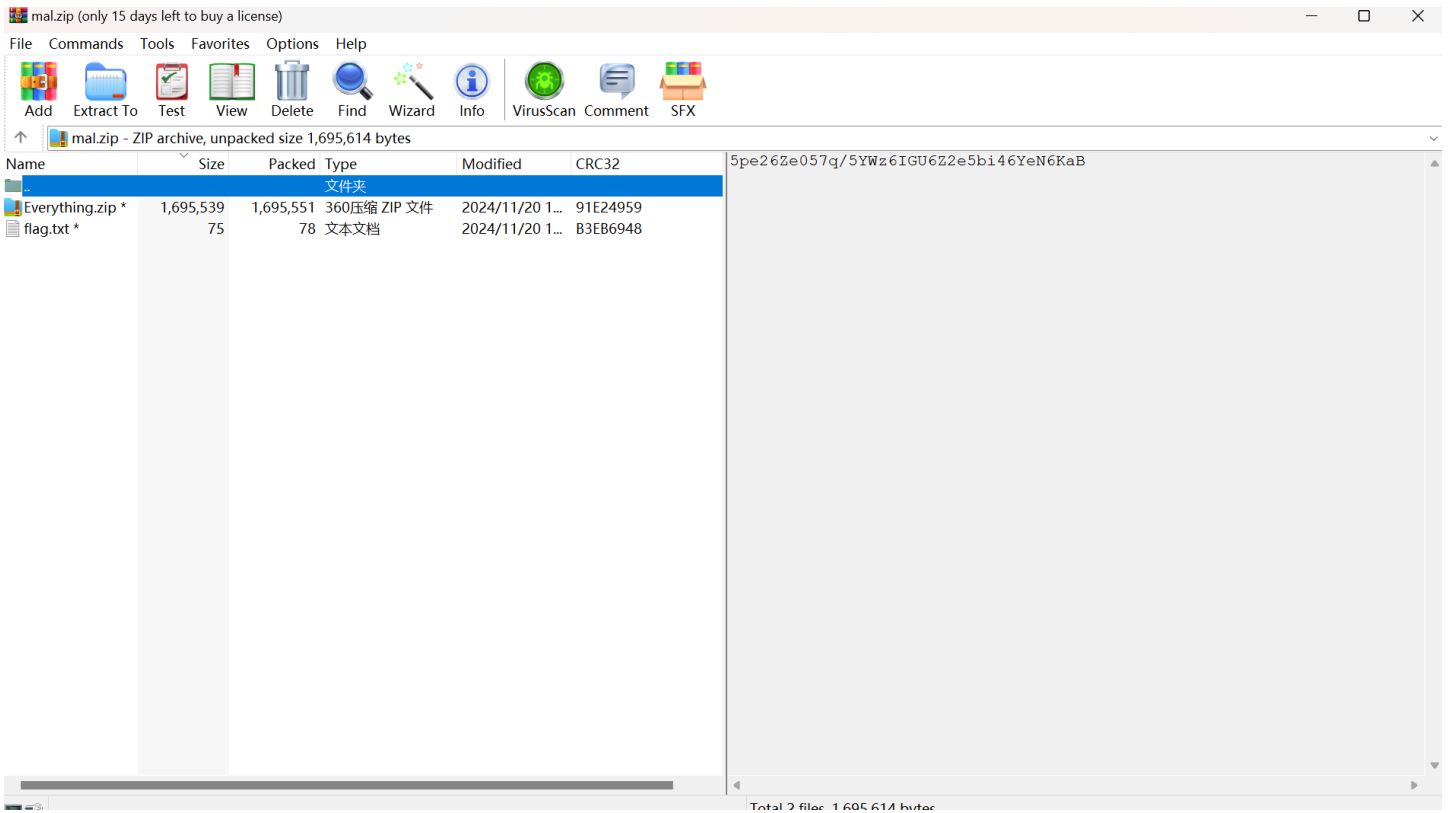 mal.zip (only 15 days left to buy a license)
File Commands Tools Favorites Options Help
Add Extract To Test View Delete Find Wizard Info VirusScan Comment SFX
mal.zip - ZIP archive, unpacked size 1,695,614 bytes
Name Size Packed Type Modified CRC32
.. 文件夹
Everything.zip * 1,695,539 1,695,551 360压缩 ZIP 文件 2024/11/20 1... 91E24959
flag.txt * 75 78 文本文档 2024/11/20 1... B3EB6948
5pe26Ze057q/5YWz6IGU6Z2e5bi46YeN6KaB
Total 2 files, 1,695,614 bytes